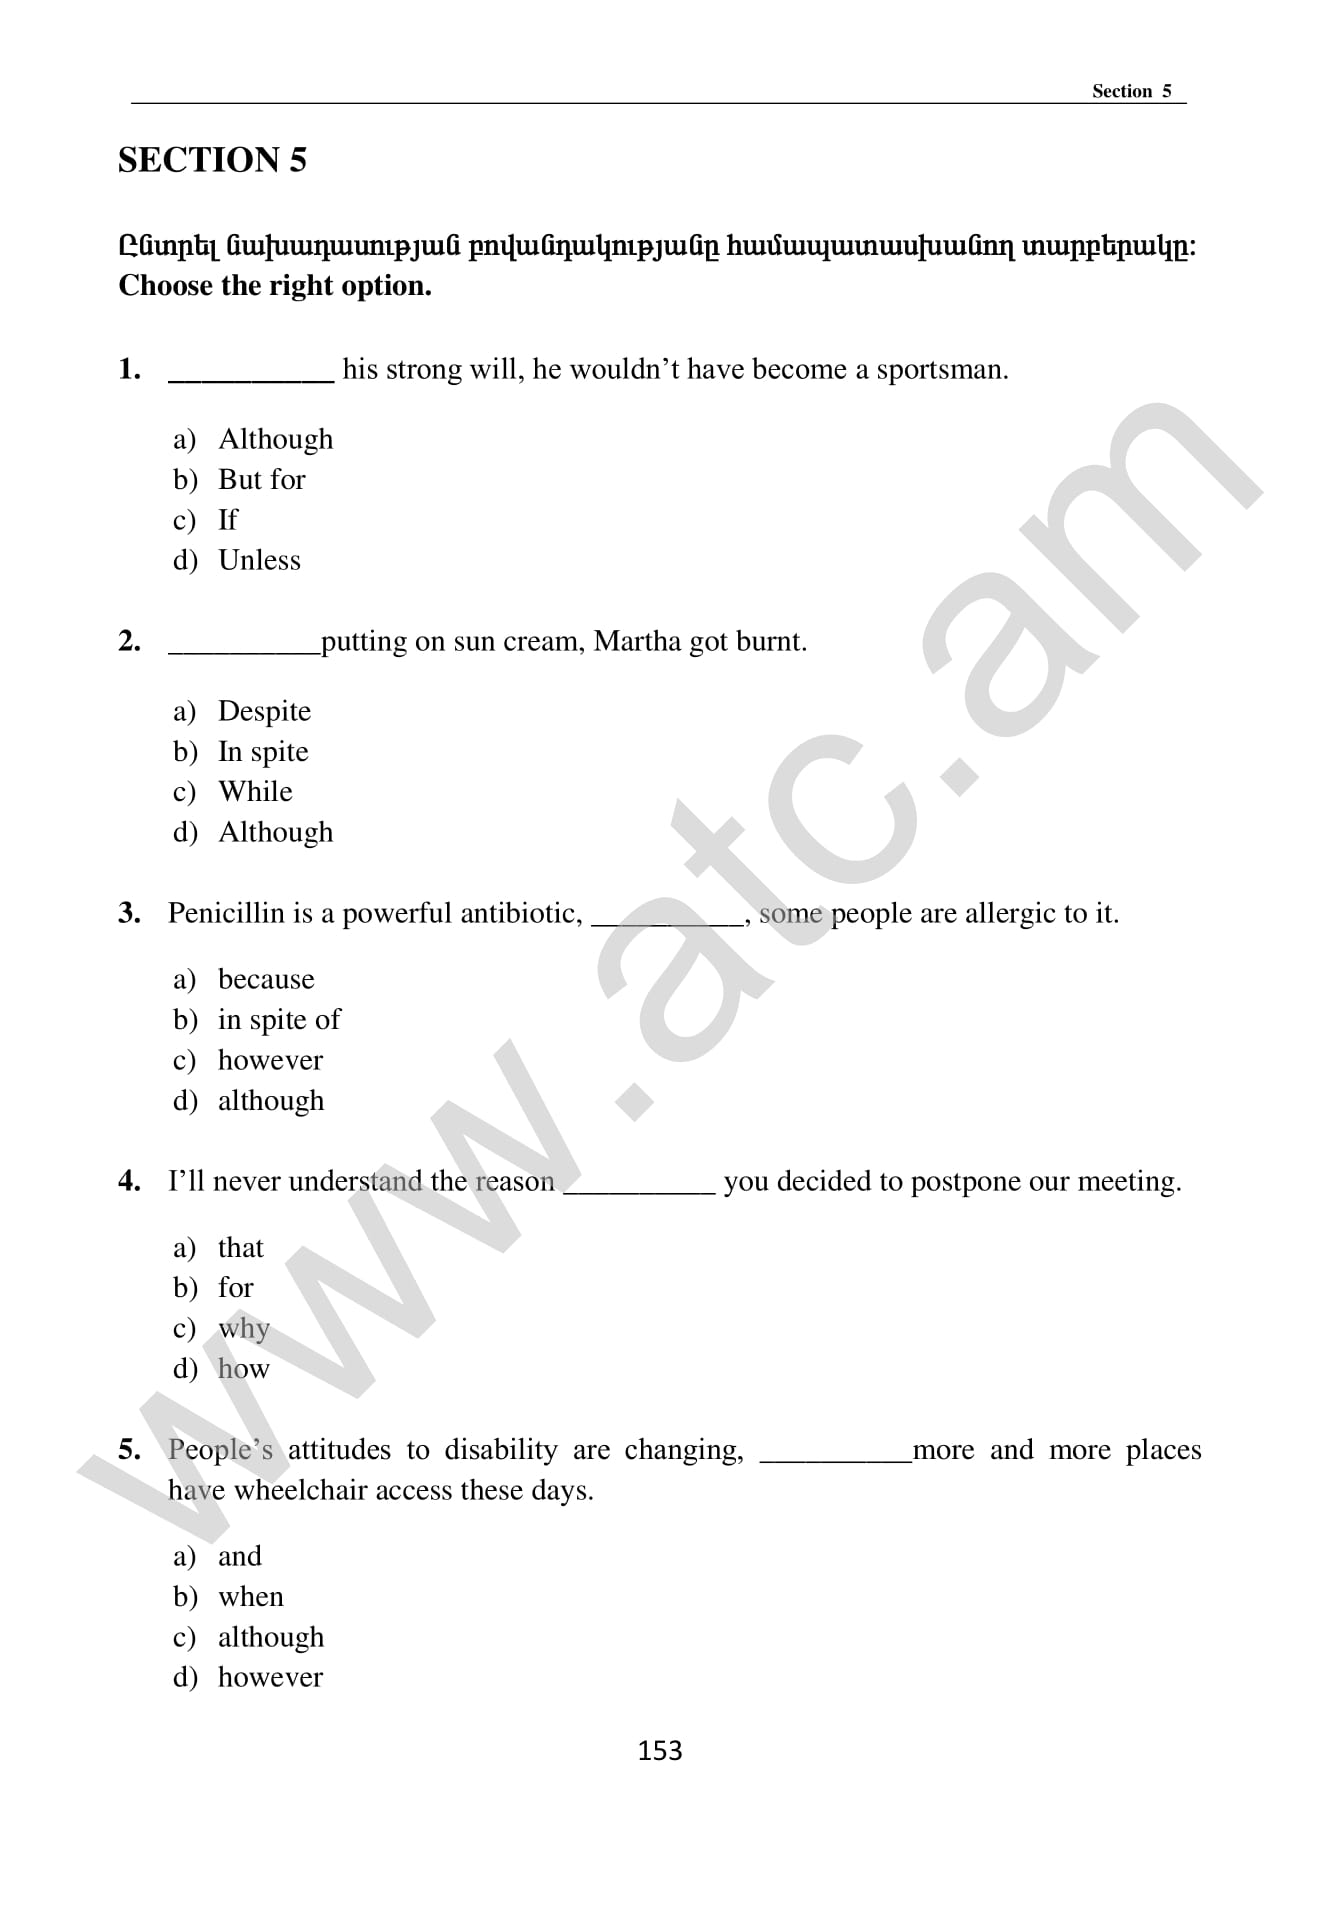 Section 5
SECTION 5
Ընտրել նախադասության բովանդակությանը համապատասխանող տարբերակը:
Choose the right option.
1. ___________ his strong will, he wouldn’t have become a sportsman.
a) Although
b) But for
c) If
d) Unless
2. __________putting on sun cream, Martha got burnt.
a) Despite
b) In spite
c) While
d) Although
3. Penicillin is a powerful antibiotic, __________, some people are allergic to it.
a) because
b) in spite of
c) however
d) although
4. I’ll never understand the reason __________ you decided to postpone our meeting.
a) that
b) for
c) why
d) how
5. People’s attitudes to disability are changing, __________more and more places
have wheelchair access these days.
a) and
b) when
c) although
d) however
153
www.atc.am